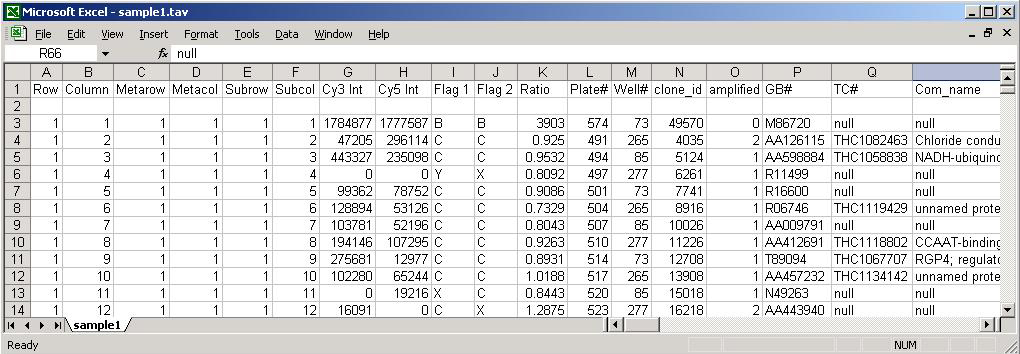 Microsoft Excel - sample1.tav
File Edit View Insert Format Tools Data Window Help
R66 fx null
A B C D E F G H I J K L M N O P Q
1 Row Column Metarow Metacol Subrow Subcol Cy3 Int Cy5 Int Flag 1 Flag 2 Ratio Plate# Well# clone_id amplified GB# TC# Com_name
2
3 1 1 1 1 1 1 1784877 1777587 B B 3903 574 73 49570 0 M86720 null null
4 1 2 1 1 1 2 47205 296114 C C 0.925 491 265 4035 2 AA126115 THC1082463 Chloride condu
5 1 3 1 1 1 3 443327 235098 C C 0.9532 494 85 5124 1 AA598884 THC1058838 NADH-ubiquino
6 1 4 1 1 1 4 0 0 Y X 0.8092 497 277 6261 1 R11499 null null
7 1 5 1 1 1 5 99362 78752 C C 0.9086 501 73 7741 1 R16600 null null
8 1 6 1 1 1 6 128894 53126 C C 0.7329 504 265 8916 1 R06746 THC1119429 unnamed prote
9 1 7 1 1 1 7 103781 52196 C C 0.8043 507 85 10026 1 AA009791 null null
10 1 8 1 1 1 8 194146 107295 C C 0.9263 510 277 11226 1 AA412691 THC1118802 CCAAT-binding
11 1 9 1 1 1 9 275681 12977 C C 0.8931 514 73 12708 1 T89094 THC1067707 RGP4; regulato
12 1 10 1 1 1 10 102280 65244 C C 1.0188 517 265 13908 1 AA457232 THC1134142 unnamed prote
13 1 11 1 1 1 11 0 19216 X C 0.8443 520 85 15018 1 N49263 null null
14 1 12 1 1 1 12 16091 0 C X 1.2875 523 277 16218 2 AA443940 null null
sample1
Ready NUM